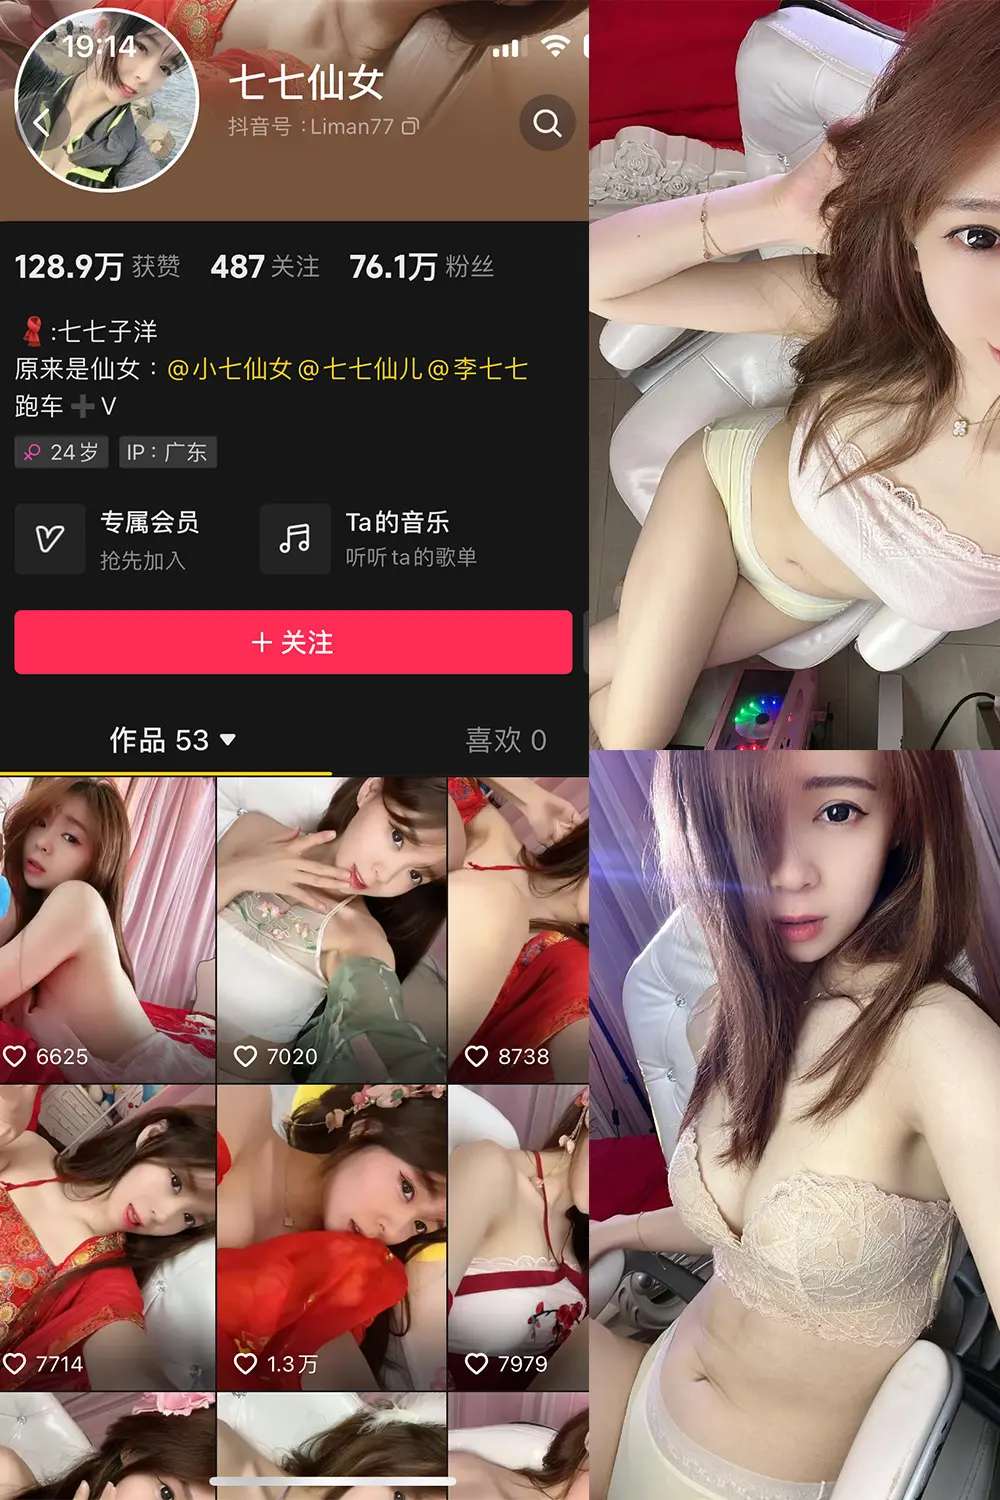 19:14
七七仙女
抖音号：Liman77
128.9万 获赞 487 关注 76.1万 粉丝
:七七子洋
原来是仙女：@小七仙女@七七仙儿@李七七
跑车➕V
24岁 IP：广东
专属会员
抢先加入
Ta的音乐
听听ta的歌单
＋关注
作品 53
喜欢 0
6625
7020
8738
7714
1.3万
7979